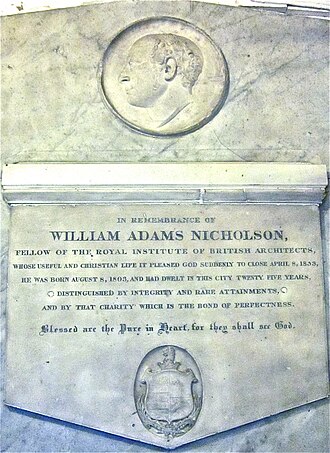 IN REMEMBRANCE OF
WILLIAM ADAMS NICHOLSON,
FELLOW OF THE ROYAL INSTITUTE OF BRITISH ARCHITECTS,
WHOSE USEFUL AND CHRISTIAN LIFE IT PLEASED GOD SUDDENLY TO CLOSE APRIL 8, 1853,
HE WAS BORN AUGUST 8, 1803, AND HAD DWELT IN THIS CITY TWENTY FIVE YEARS,
DISTINGUISHED BY INTEGRITY AND RARE ATTAINMENTS,
AND BY THAT CHARITY WHICH IS THE BOND OF PERFECTNESS.
Blessed are the Pure in Heart, for they shall see God.